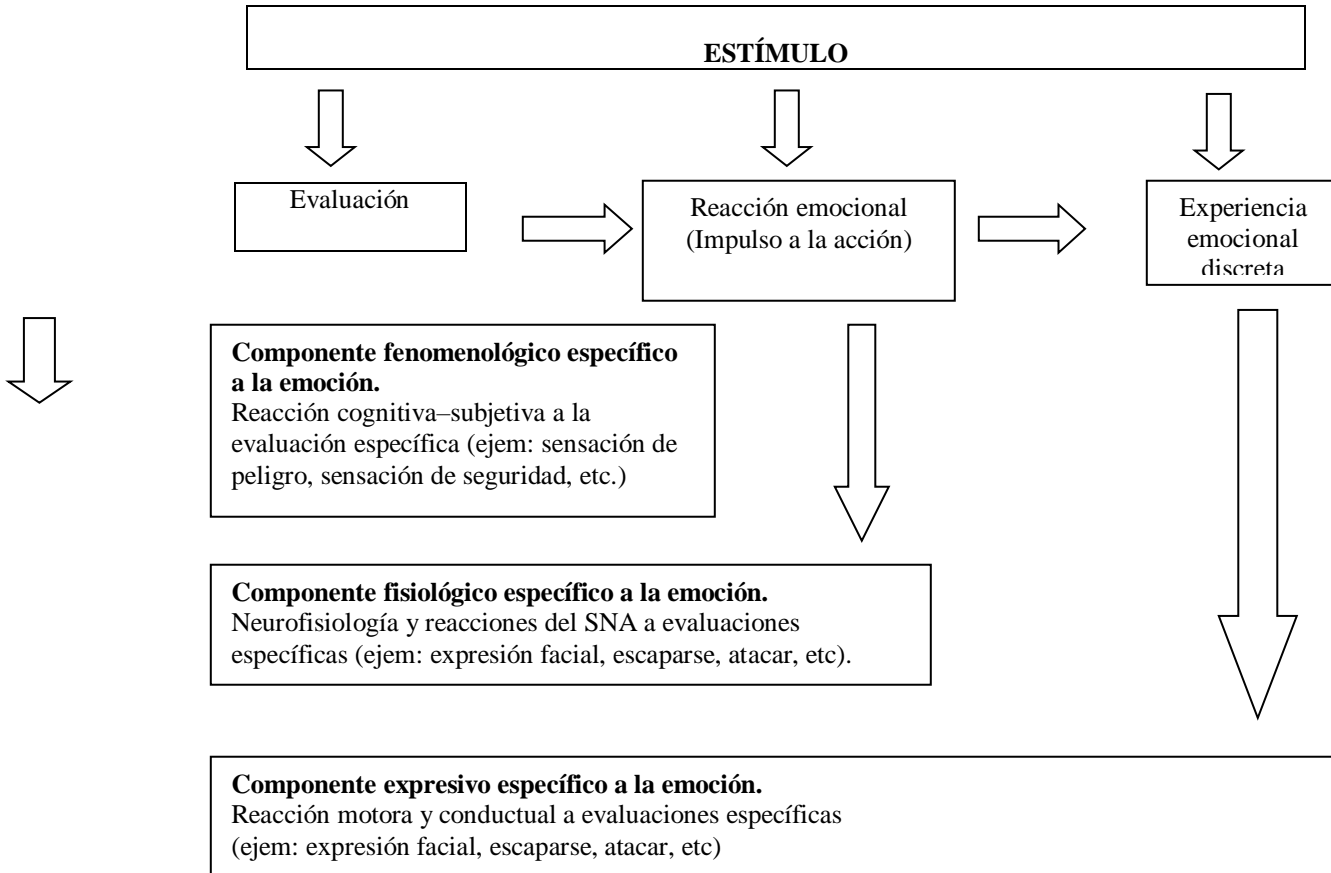 ESTÍMULO
Evaluación
Reacción emocional
(Impulso a la acción)
Experiencia
emocional
discreta
Componente fenomenológico específico
a la emoción.
Reacción cognitiva–subjetiva a la
evaluación específica (ejem: sensación de
peligro, sensación de seguridad, etc.)
Componente fisiológico específico a la emoción.
Neurofisiología y reacciones del SNA a evaluaciones
específicas (ejem: expresión facial, escaparse, atacar, etc).
Componente expresivo específico a la emoción.
Reacción motora y conductual a evaluaciones específicas
(ejem: expresión facial, escaparse, atacar, etc)